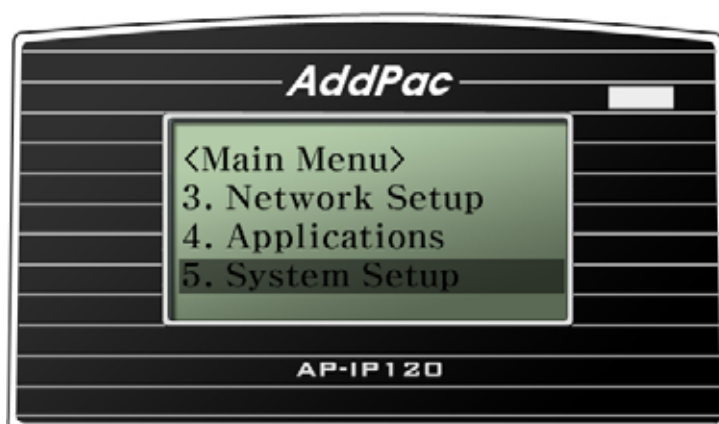 AddPac
<Main Menu>
3. Network Setup
4. Applications
5. System Setup
AP-IP120